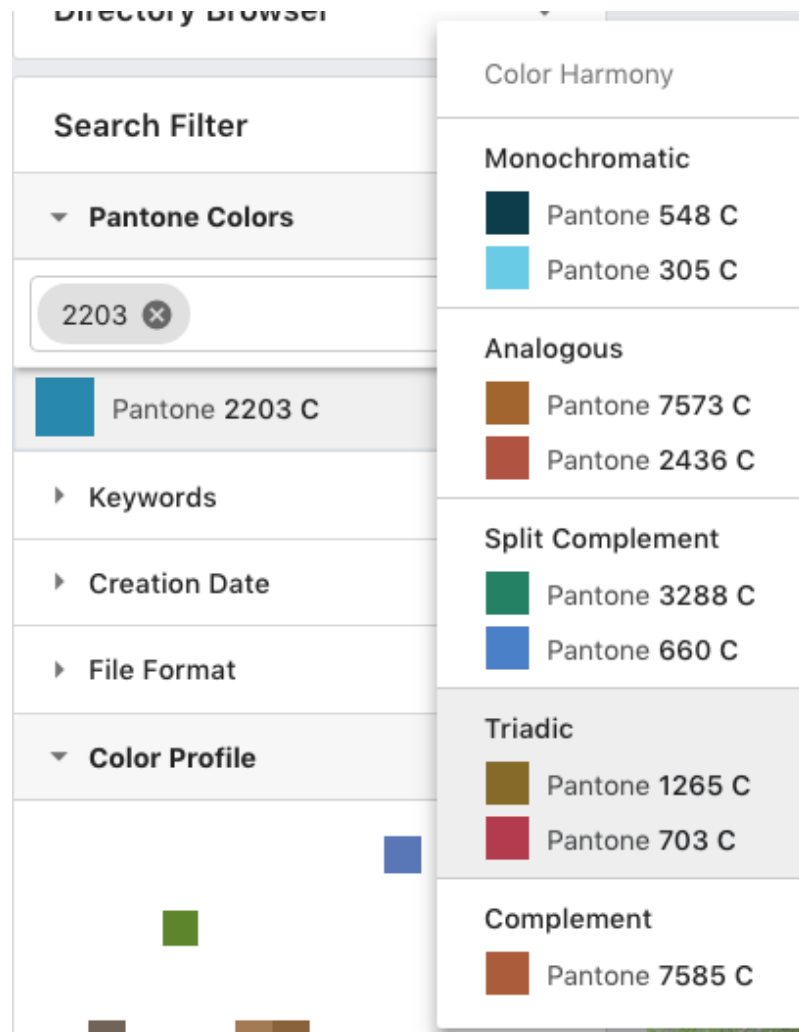 Directory Browser
Search Filter
Pantone Colors
2203
Pantone 2203 C
Keywords
Creation Date
File Format
Color Profile
Color Harmony
Monochromatic
Pantone 548 C
Pantone 305 C
Analogous
Pantone 7573 C
Pantone 2436 C
Split Complement
Pantone 3288 C
Pantone 660 C
Triadic
Pantone 1265 C
Pantone 703 C
Complement
Pantone 7585 C